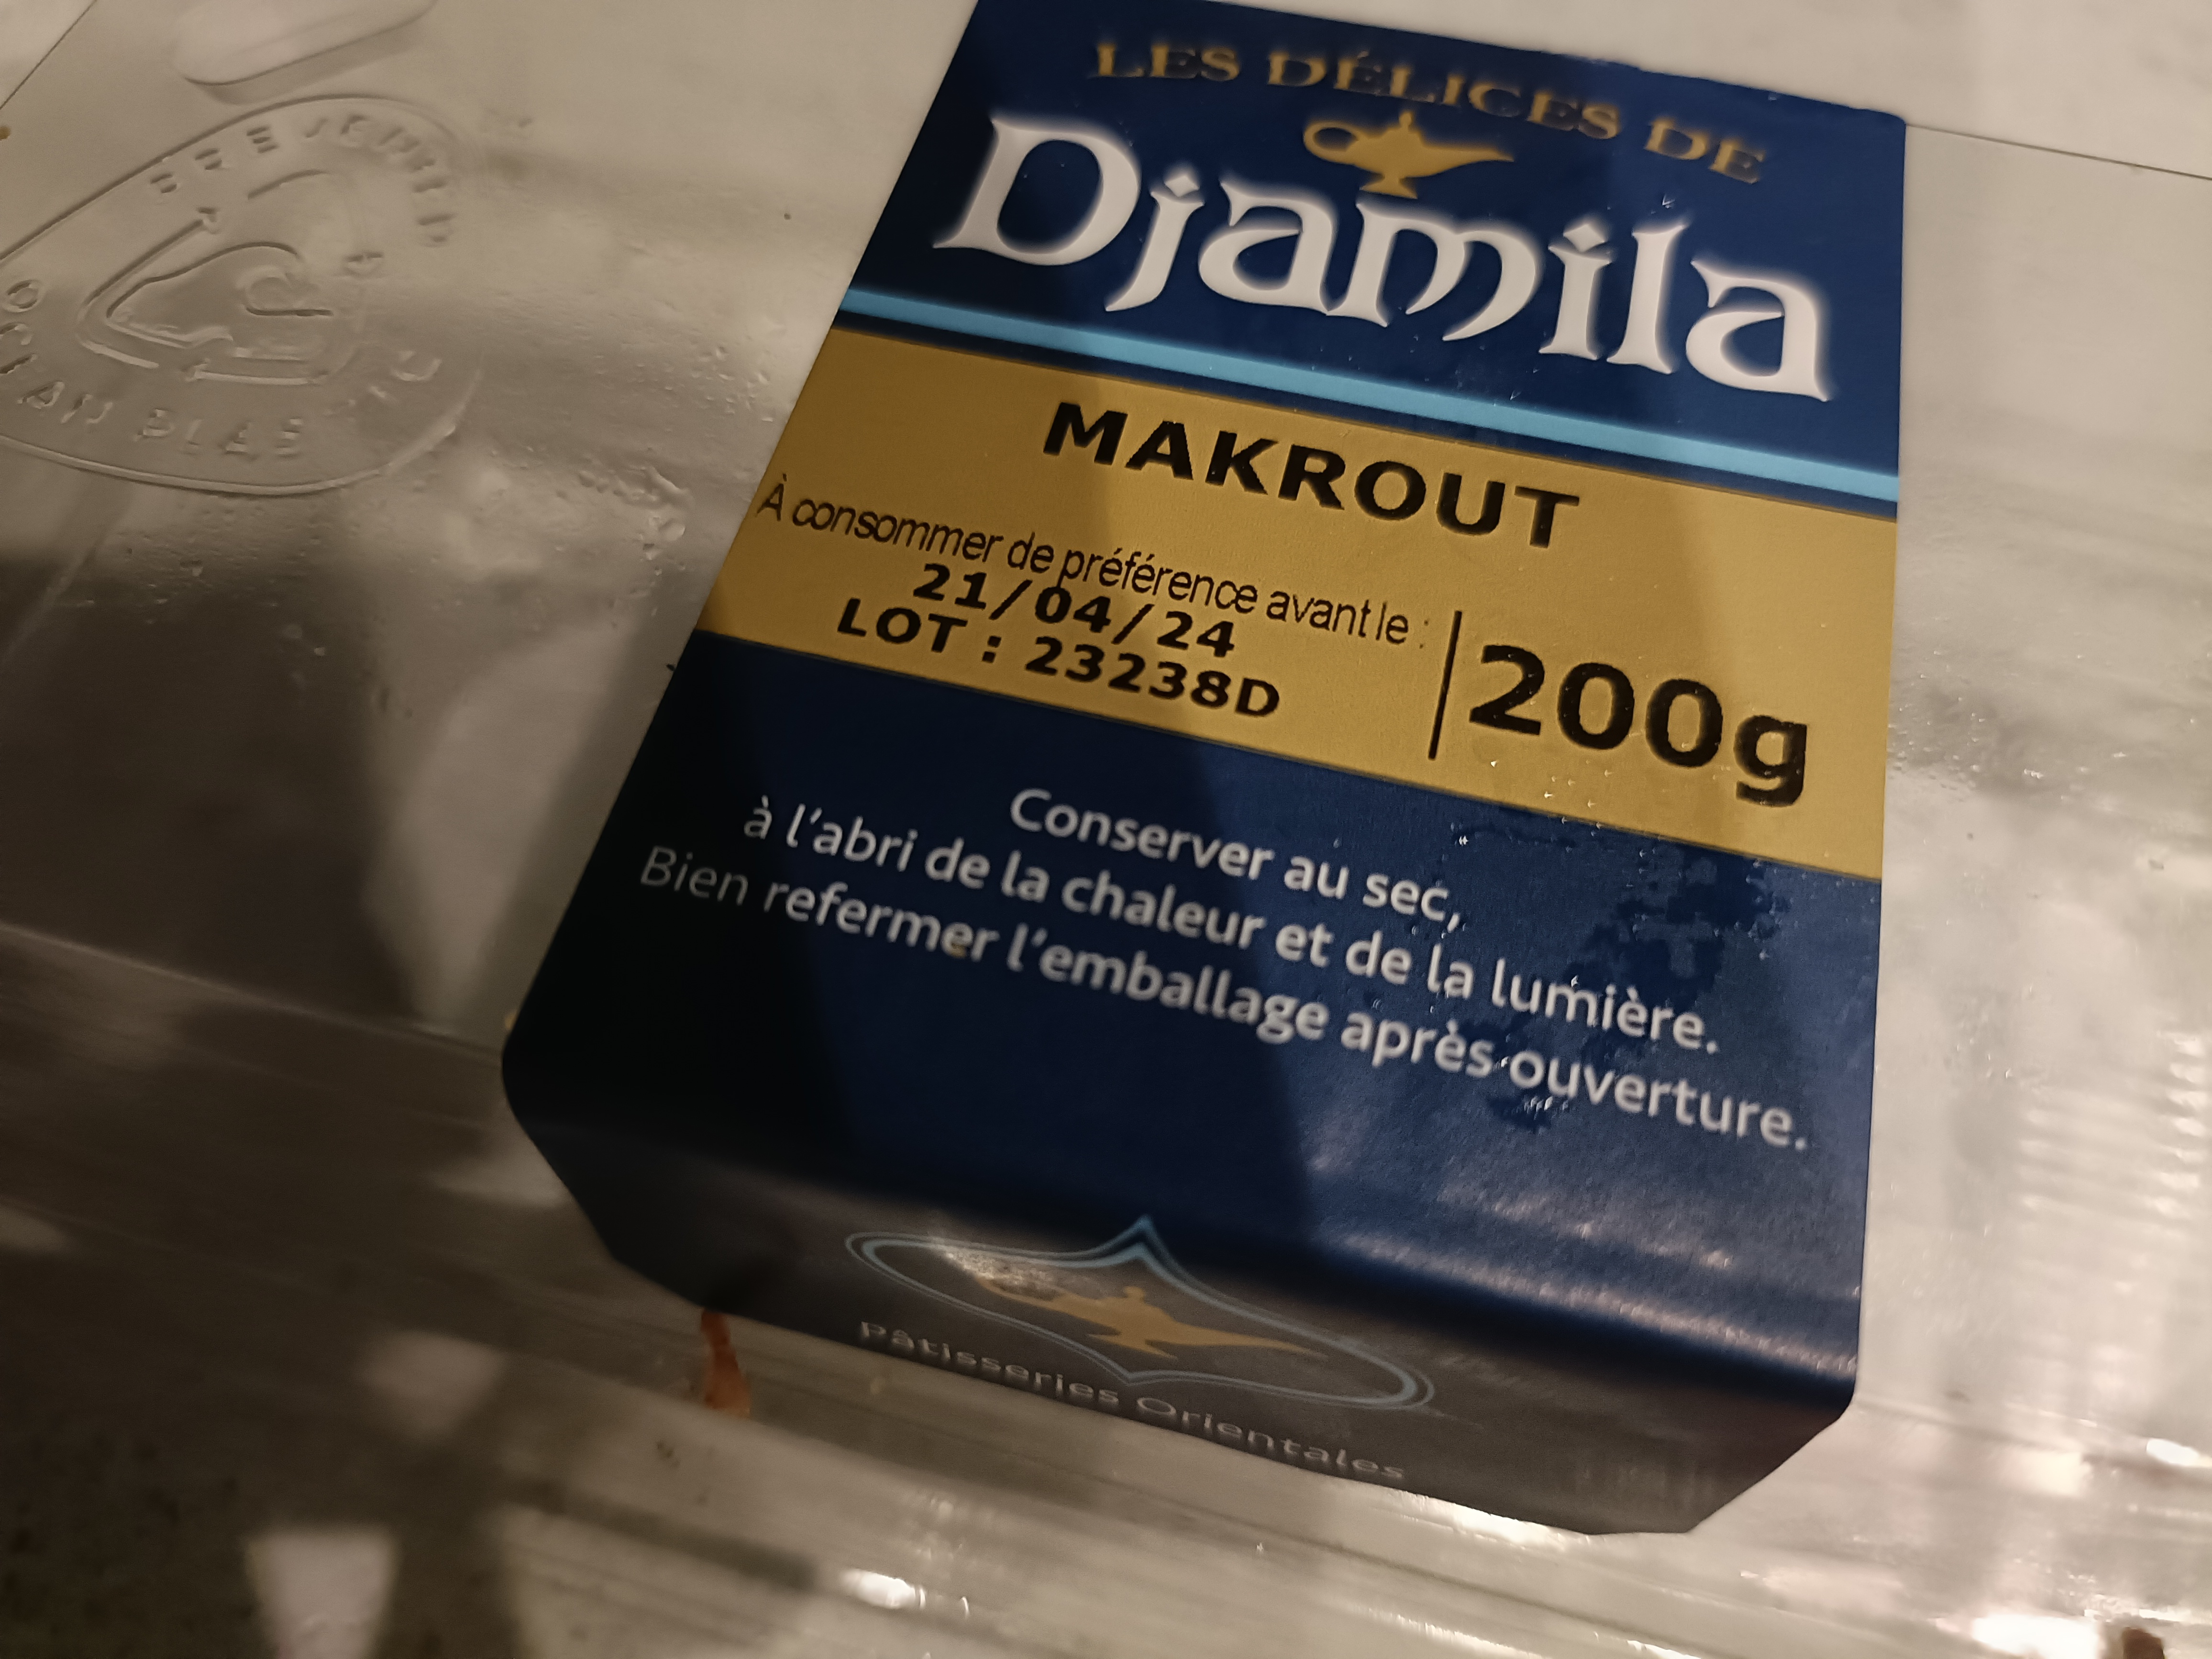 LES DÉLICES DE
Djamila
MAKROUT
À consommer de préférence avant le :
21/04/24
LOT : 23238D
200g
Conserver au sec,
à l'abri de la chaleur et de la lumière.
Bien refermer l'emballage après ouverture.
Pâtisseries Orientales